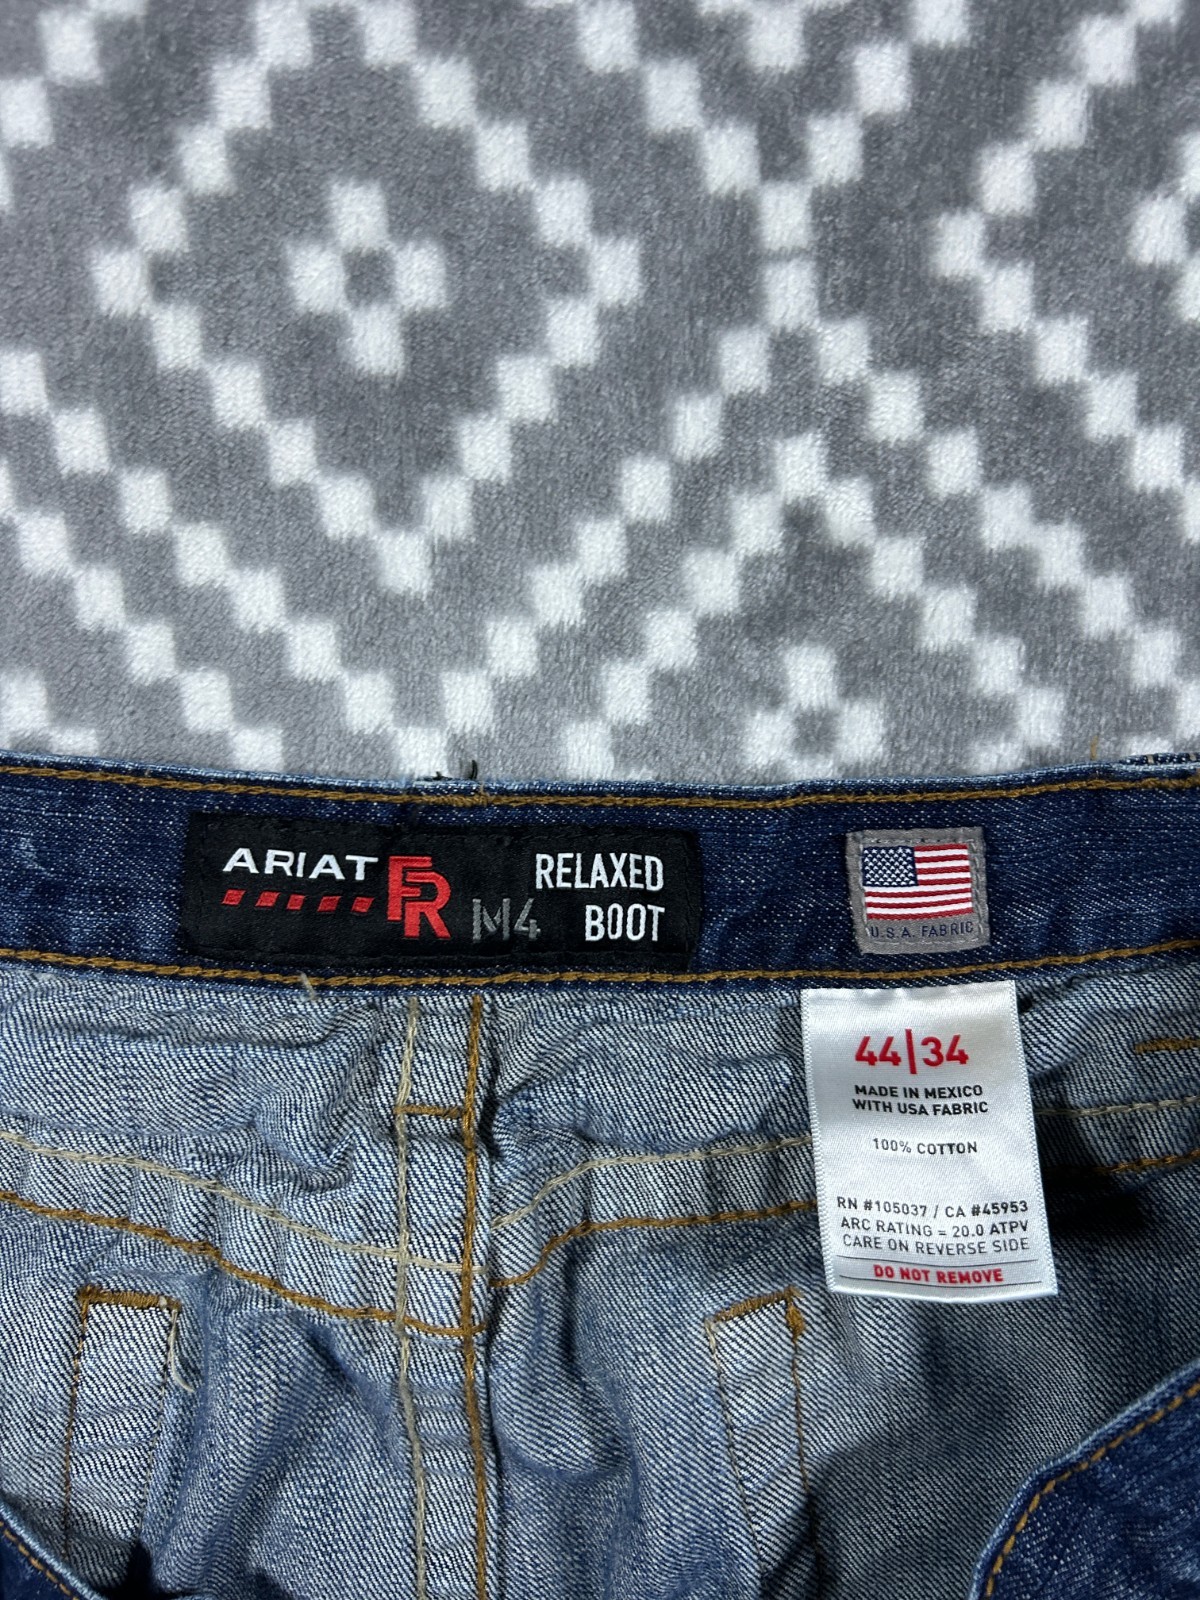 ARIAT FR M4
RELAXED
BOOT
U.S.A. FABRIC
44|34
MADE IN MEXICO
WITH USA FABRIC
100% COTTON
RN #105037 / CA #45953
ARC RATING = 20.0 ATPV
CARE ON REVERSE SIDE
DO NOT REMOVE